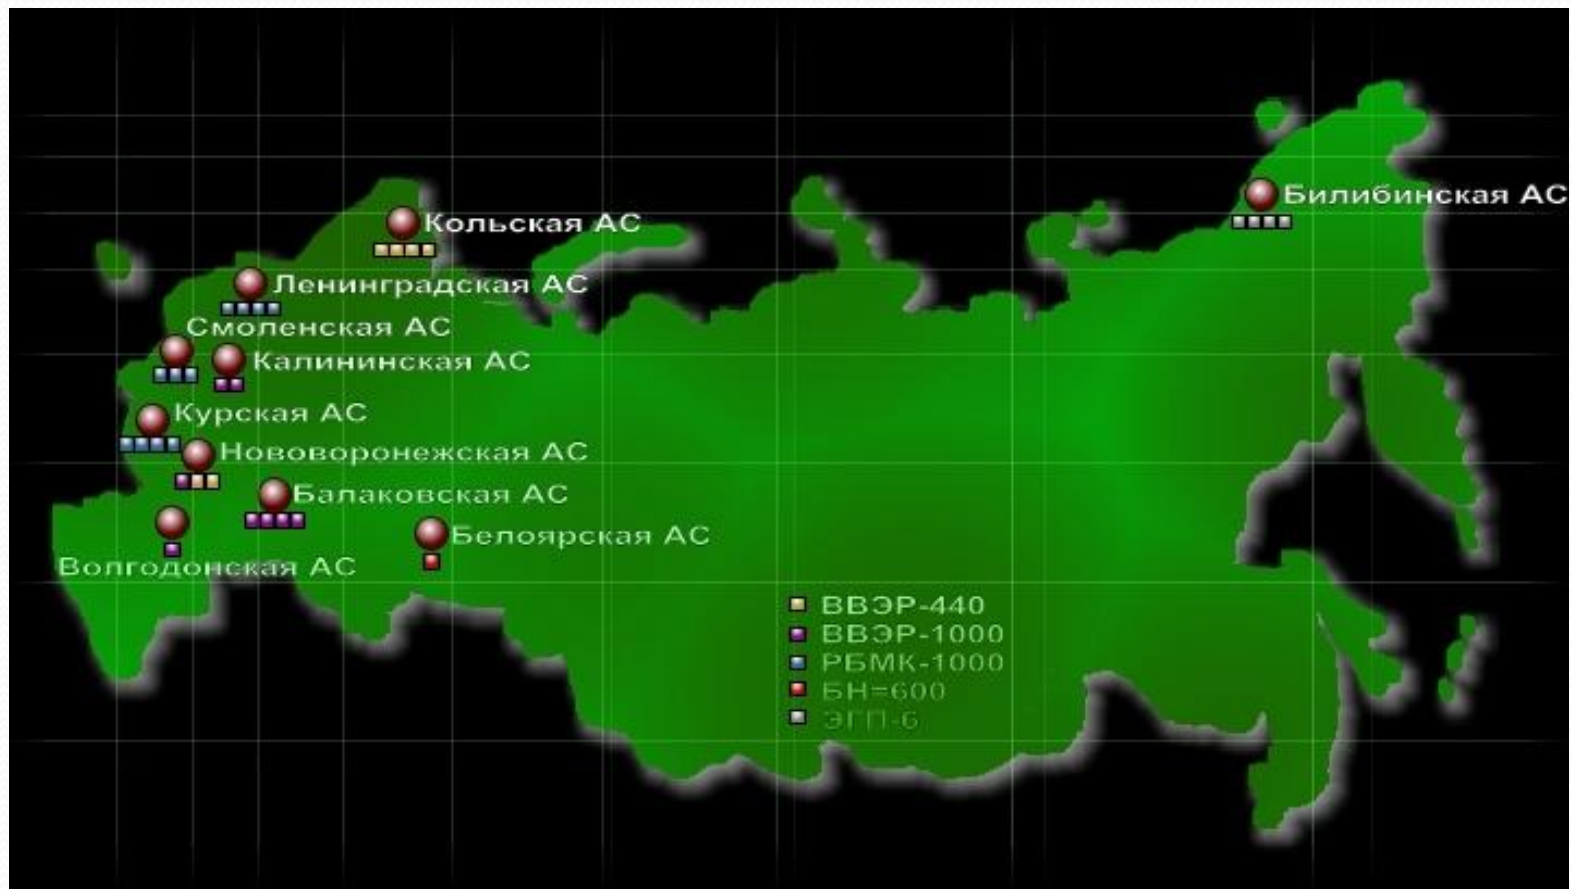 Билибинская АС
Кольская АС
Ленинградская АС
Смоленская АС
Калининская АС
Курская АС
Нововоронежская АС
Балаковская АС
Белоярская АС
Волгодонская АС
ВВЭР-440
ВВЭР-1000
РБМК-1000
БН=600
ЭГП-6